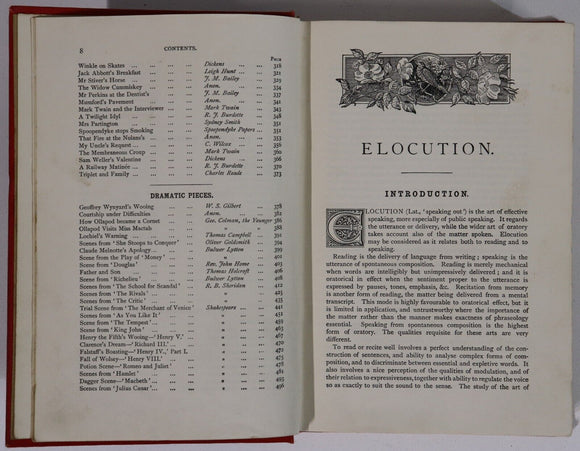 8 CONTENTS.
PAGE
Winkle on Skates ... ... ... Dickens ... 318
Jack Abbott's Breakfast ... ... Leigh Hunt ... 321
Mr Stiver's Horse ... ... ... J. M. Bailey ... 329
The Widow Cummiskey ... ... Anon. ... 334
Mr Perkins at the Dentist's ... ... J. M. Bailey ... 337
Mumford's Pavement ... ... Anon. ... 341
Mark Twain and the Interviewer ... ... Mark Twain ... 345
A Twilight Idyl ... ... ... R. J. Burdette ... 348
Mrs Partington ... ... ... Sydney Smith ... 351
Spoopendyke stops Smoking ... Spoopendyke Papers ... 351
That Fire at the Nolans's ... ... Anon. ...
My Uncle's Request ... ... C. Wilcox ...
The Membraneous Croup ... ... Mark Twain ... 360
Sam Weller's Valentine ... ... Dickens ... 366
A Railway Matinée ... ... ... R. J. Burdette ... 370
Triplet and Family ... ... ... Charles Reade ... 373
DRAMATIC PIECES.
Geoffrey Wynyard's Wooing ... W. S. Gilbert ... 378
Courtship under Difficulties ... Anon. ... 382
How Ollapod became a Cornet ... Geo. Colman, the Younger 386
Ollapod Visits Miss Mactab ... " "
Lochiel's Warning ... ... Thomas Campbell ... 391
Scenes from 'She Stoops to Conquer' Oliver Goldsmith ... 394
Claude Melnotte's Apology ... ... Bulwer Lytton ... 399
Scene from the Play of 'Money' ... "
Scene from 'Douglas' ... ... Rev. John Home
Father and Son ... ... Thomas Holcroft
Scene from 'Richelieu' ... ... Bulwer Lytton ...
Scenes from 'The School for Scandal' R. B. Sheridan ...
Scenes from 'The Rivals' ... ... "
Scenes from 'The Critic' ... ... "
Trial Scene from 'The Merchant of Venice' Shakespeare ... 441
Scenes from 'As You Like It' ... "
Scenes from 'The Tempest' ... "
Scene from 'King John' ... ... "
Henry the Fifth's Wooing—'Henry V.' ... " 467
Clarence's Dream—'Richard III.' ... " 470
Falstaff's Boasting—'Henry IV.,' Part I. " 472
Fall of Wolsey—'Henry VIII.' ... " 475
Potion Scene—'Romeo and Juliet' ... " 478
Scenes from 'Hamlet' ... ... " 481
Dagger Scene—'Macbeth' ... ... " 495
Scenes from 'Julius Cæsar' ... ... " 496
ELOCUTION.
INTRODUCTION.
ELOCUTION (Lat., 'speaking out') is the art of effective
speaking, more especially of public speaking. It regards
the utterance or delivery, while the wider art of oratory
takes account also of the matter spoken. Elocution
may be considered as it relates both to reading and to
speaking.
Reading is the delivery of language from writing; speaking is the
utterance of spontaneous composition. Reading is merely mechanical
when words are intelligibly but unimpressively delivered; and it is
oratorical in effect when the sentiment proper to the utterance is
expressed by pauses, tones, emphasis, &c. Recitation from memory
is another form of reading, the matter being delivered from a mental
transcript. This mode is highly favourable to oratorical effect, but it
is limited in application, and untrustworthy where the importance of
the matter rather than the manner makes exactness of phraseology
essential. Speaking from spontaneous composition is the highest
form of oratory. The qualities requisite for these arts are very
different.
To read or recite well involves a perfect understanding of the con-
struction of sentences, and ability to analyse complex forms of com-
position, and to discriminate between essential and expletive words. It
also involves a nice perception of the qualities of modulation, and of
their relation to expressiveness, together with ability to regulate the voice
so as exactly to suit the sound to the sense. The study of the art of